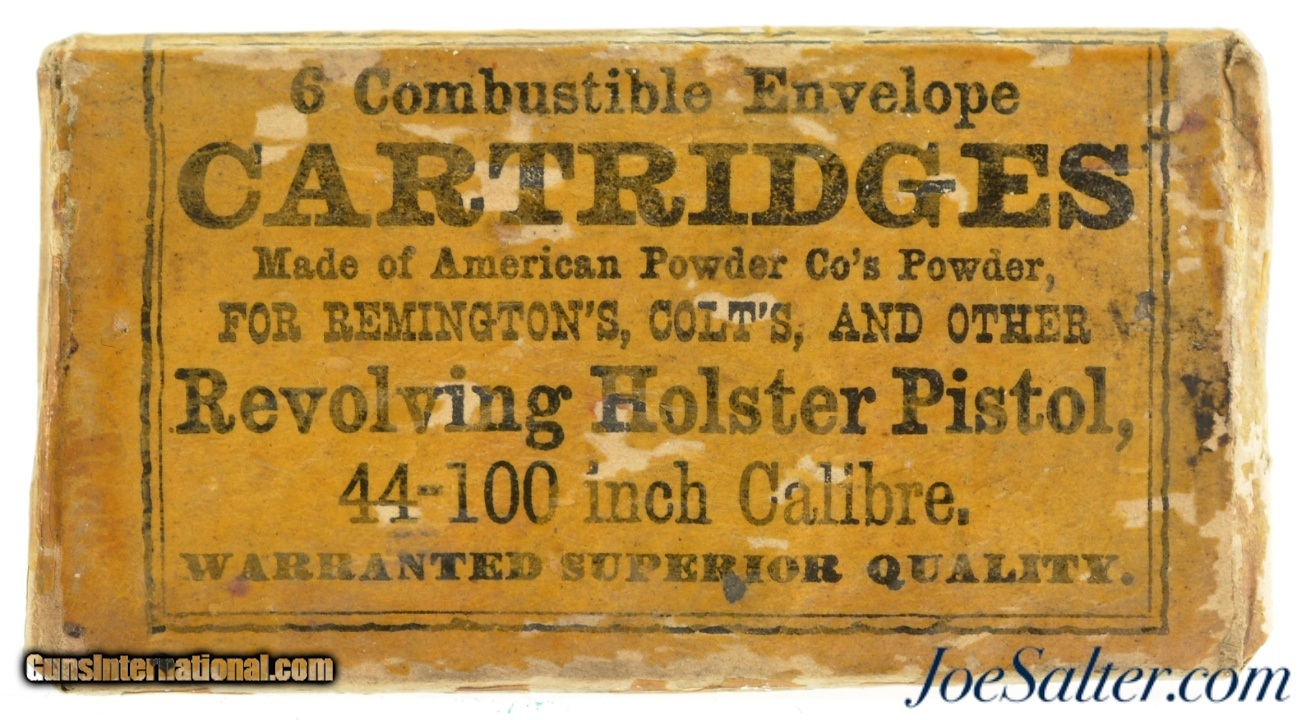 6 Combustible Envelope
CARTRIDGES
Made of American Powder Co's Powder,
FOR REMINGTON'S, COLT'S, AND OTHER
Revolving Holster Pistol,
44-100 inch Calibre.
WARRANTED SUPERIOR QUALITY.
GunsInternational.com
JoeSalter.com